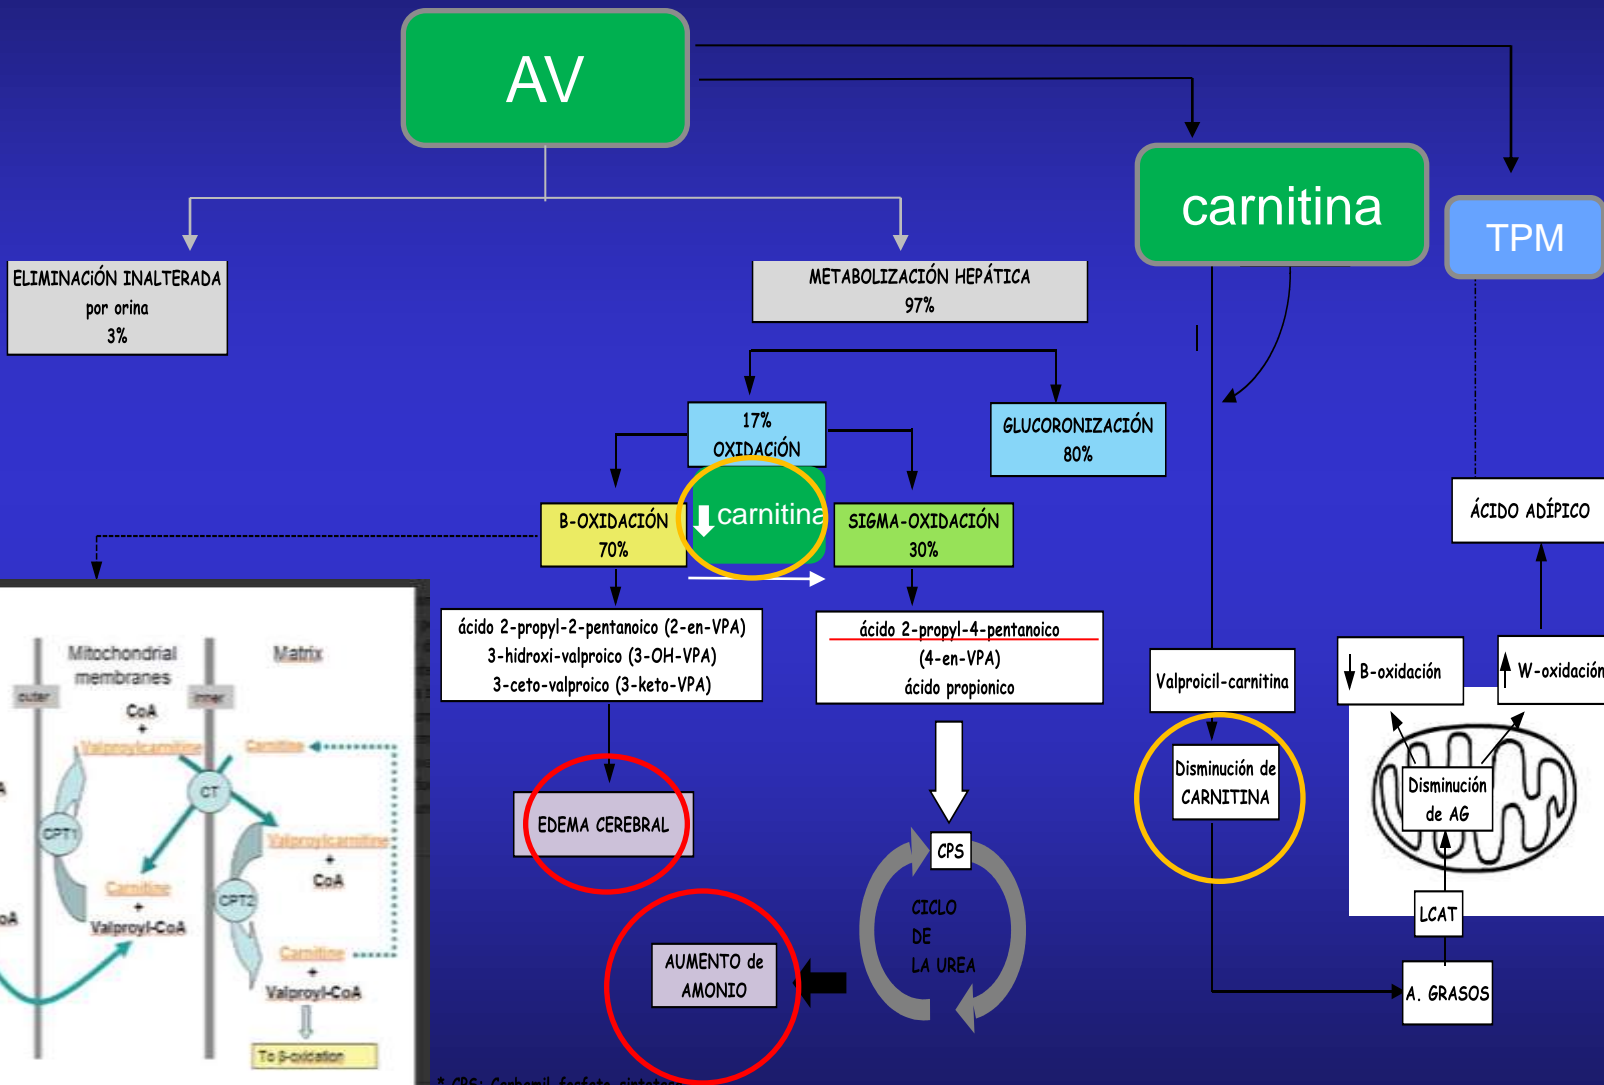 AV
carnitina
TPM
ELIMINACiÓN INALTERADA
por orina
3%
METABOLIZACIÓN HEPÁTICA
97%
17%
OXIDACiÓN
GLUCORONIZACIÓN
80%
B-OXIDACIÓN
70%
carnitina
SIGMA-OXIDACIÓN
30%
ÁCIDO ADÍPICO
ácido 2-propyl-2-pentanoico (2-en-VPA)
3-hidroxi-valproico (3-OH-VPA)
3-ceto-valproico (3-keto-VPA)
ácido 2-propyl-4-pentanoico
(4-en-VPA)
ácido propionico
Valproicil-carnitina
B-oxidación
W-oxidación
Disminución de
CARNITINA
Disminución
de AG
EDEMA CEREBRAL
CPS
CICLO
DE
LA UREA
LCAT
AUMENTO de
AMONIO
A. GRASOS
Mitochondrial
membranes
Matrix
outer
inner
CoA
+
Valproylcarnitine
Carnitine
CT
CPT1
Valproylcarnitine
+
CoA
Carnitine
+
Valproyl-CoA
CPT2
Carnitine
+
Valproyl-CoA
To β-oxidation
* CPS: Carbamil fosfato sintetasa